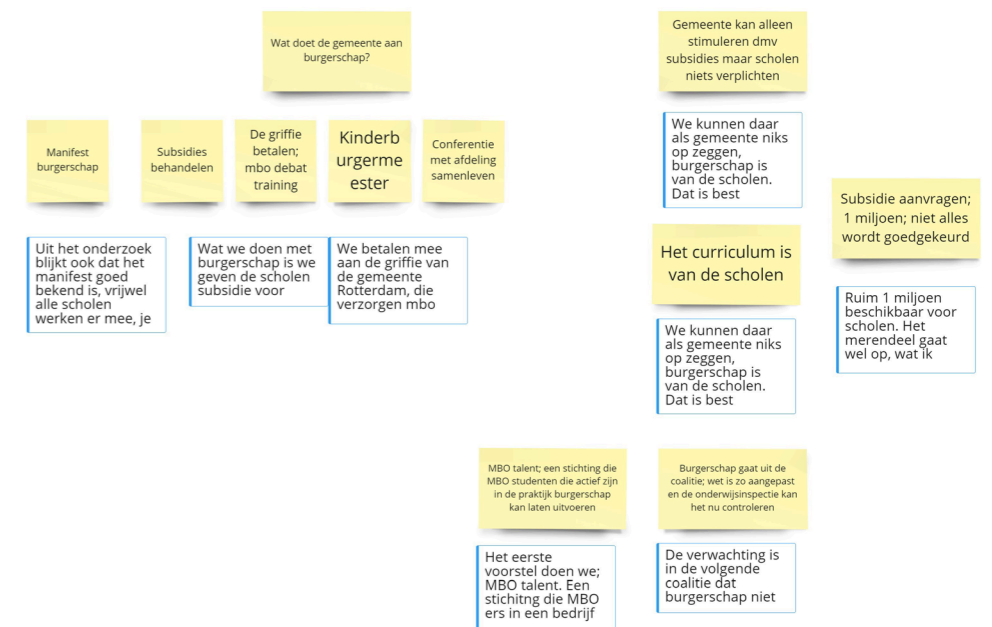 Wat doet de gemeente aan
burgerschap?
Gemeente kan alleen
stimuleren dmv
subsidies maar scholen
niets verplichten
Manifest
burgerschap
Subsidies
behandelen
De griffie
betalen;
mbo debat
training
Kinderb
urgerme
ester
Conferentie
met afdeling
samenleven
We kunnen daar
als gemeente niks
op zeggen,
burgerschap is
van de scholen.
Dat is best
Subsidie aanvragen;
1 miljoen; niet alles
wordt goedgekeurd
Uit het onderzoek
blijkt ook dat het
manifest goed
bekend is, vrijwel
alle scholen
werken er mee, je
Wat we doen met
burgerschap is we
geven de scholen
subsidie voor
We betalen mee
aan de griffie van
de gemeente
Rotterdam, die
verzorgen mbo
Het curriculum is
van de scholen
Ruim 1 miljoen
beschikbaar voor
scholen. Het
merendeel gaat
wel op, wat ik
We kunnen daar
als gemeente niks
op zeggen,
burgerschap is
van de scholen.
Dat is best
MBO talent; een stichting die
MBO studenten die actief zijn
in de praktijk burgerschap
kan laten uitvoeren
Burgerschap gaat uit de
coalitie; wet is zo aangepast
en de onderwijsinspectie kan
het nu controleren
Het eerste
voorstel doen we;
MBO talent. Een
stichitng die MBO
ers in een bedrijf
De verwachting is
in de volgende
coalitie dat
burgerschap niet